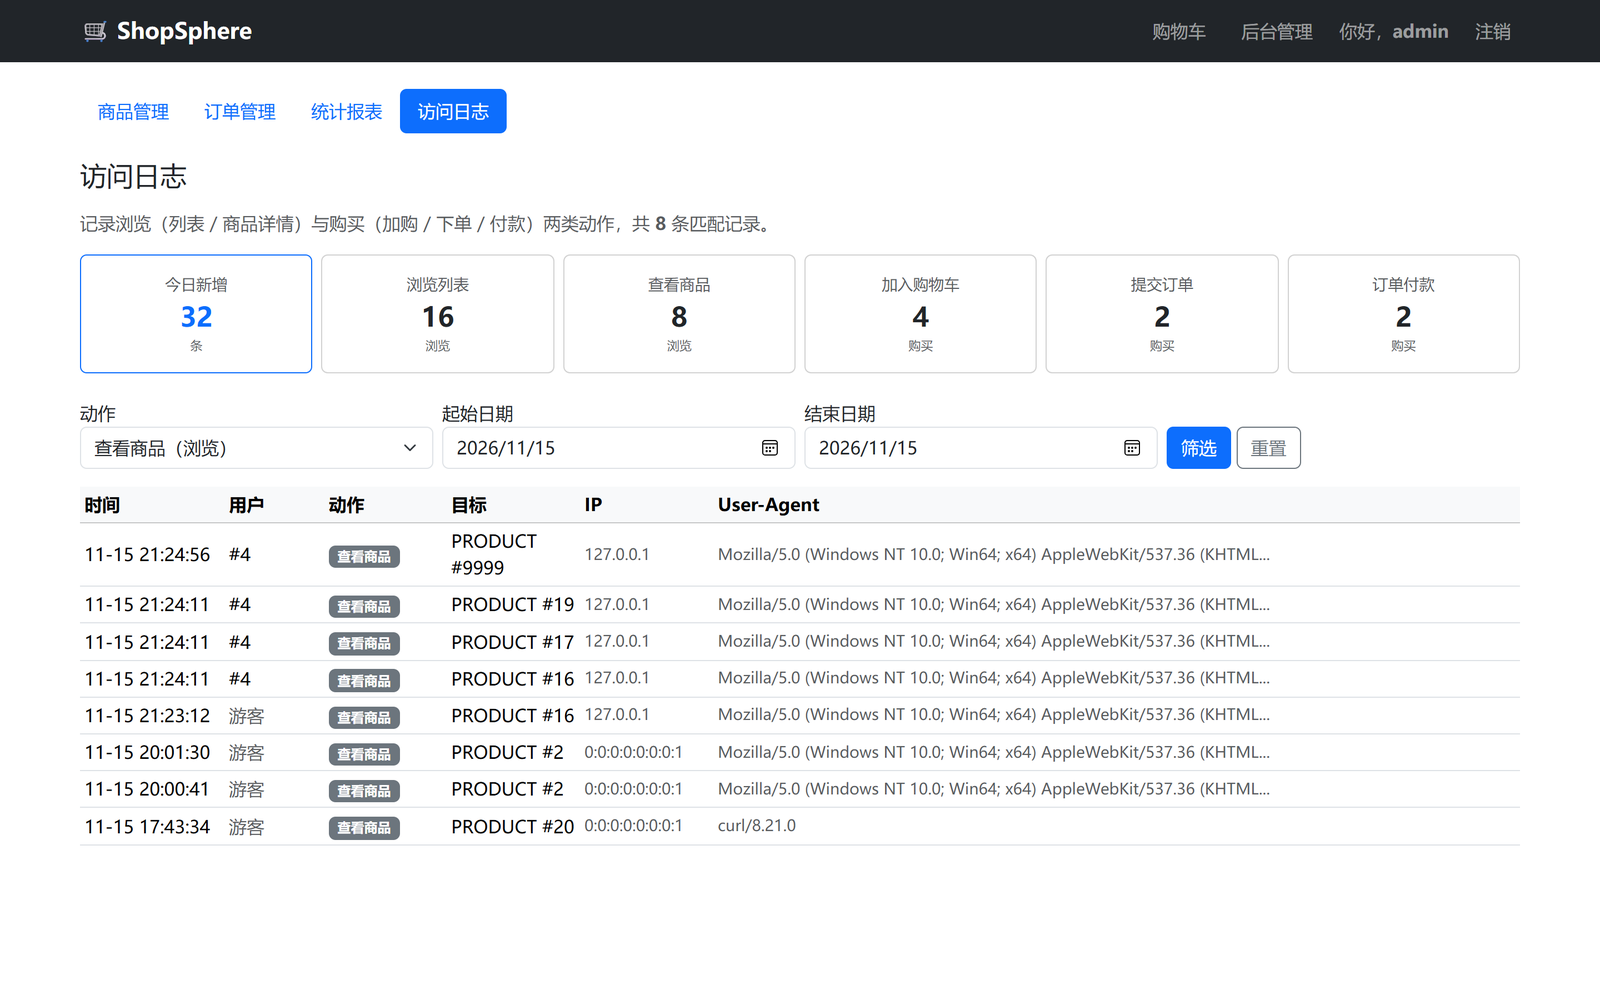 ShopSphere
购物车 后台管理 你好，admin 注销
商品管理 订单管理 统计报表 访问日志
访问日志
记录浏览（列表 / 商品详情）与购买（加购 / 下单 / 付款）两类动作，共 8 条匹配记录。
今日新增
32
条
浏览列表
16
浏览
查看商品
8
浏览
加入购物车
4
购买
提交订单
2
购买
订单付款
2
购买
动作
查看商品（浏览）
起始日期
2026/11/15
结束日期
2026/11/15
筛选 重置
时间 用户 动作 目标 IP User-Agent
11-15 21:24:56 #4 查看商品 PRODUCT #9999 127.0.0.1 Mozilla/5.0 (Windows NT 10.0; Win64; x64) AppleWebKit/537.36 (KHTML...
11-15 21:24:11 #4 查看商品 PRODUCT #19 127.0.0.1 Mozilla/5.0 (Windows NT 10.0; Win64; x64) AppleWebKit/537.36 (KHTML...
11-15 21:24:11 #4 查看商品 PRODUCT #17 127.0.0.1 Mozilla/5.0 (Windows NT 10.0; Win64; x64) AppleWebKit/537.36 (KHTML...
11-15 21:24:11 #4 查看商品 PRODUCT #16 127.0.0.1 Mozilla/5.0 (Windows NT 10.0; Win64; x64) AppleWebKit/537.36 (KHTML...
11-15 21:23:12 游客 查看商品 PRODUCT #16 127.0.0.1 Mozilla/5.0 (Windows NT 10.0; Win64; x64) AppleWebKit/537.36 (KHTML...
11-15 20:01:30 游客 查看商品 PRODUCT #2 0:0:0:0:0:0:0:1 Mozilla/5.0 (Windows NT 10.0; Win64; x64) AppleWebKit/537.36 (KHTML...
11-15 20:00:41 游客 查看商品 PRODUCT #2 0:0:0:0:0:0:0:1 Mozilla/5.0 (Windows NT 10.0; Win64; x64) AppleWebKit/537.36 (KHTML...
11-15 17:43:34 游客 查看商品 PRODUCT #20 0:0:0:0:0:0:0:1 curl/8.21.0